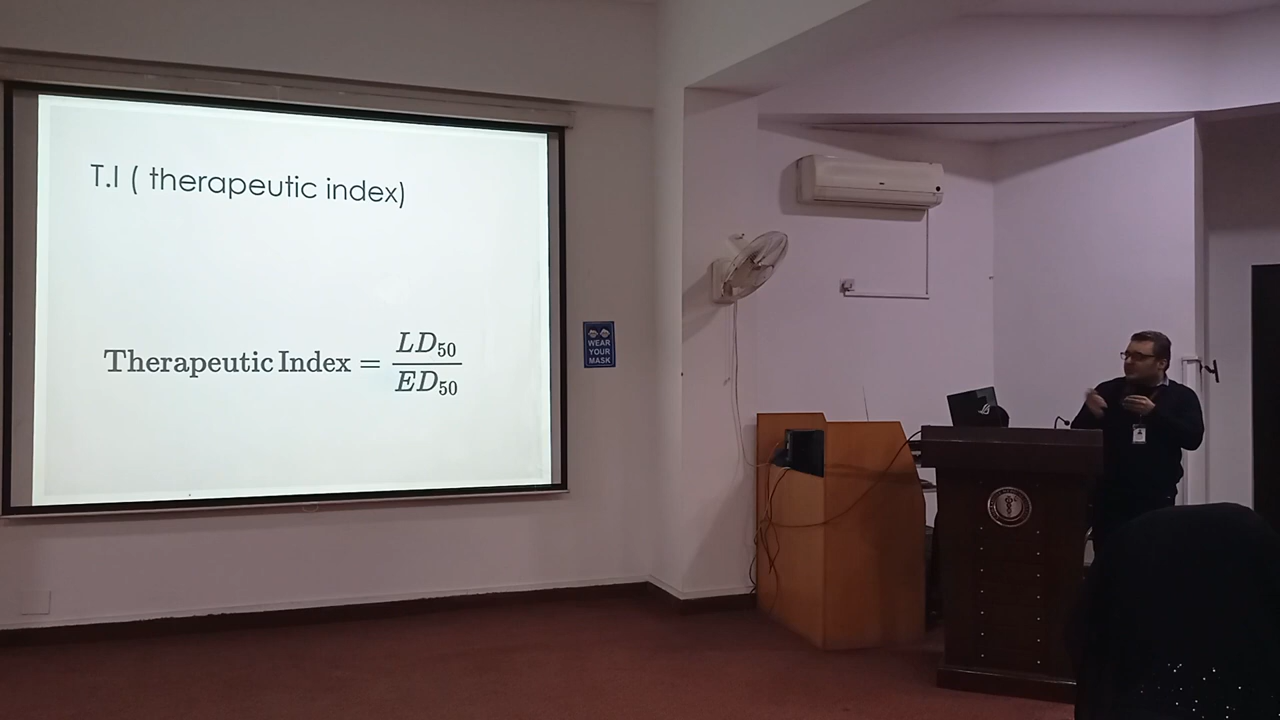 T.I ( therapeutic index)
Therapeutic Index = LD50 / ED50
WEAR
YOUR
MASK